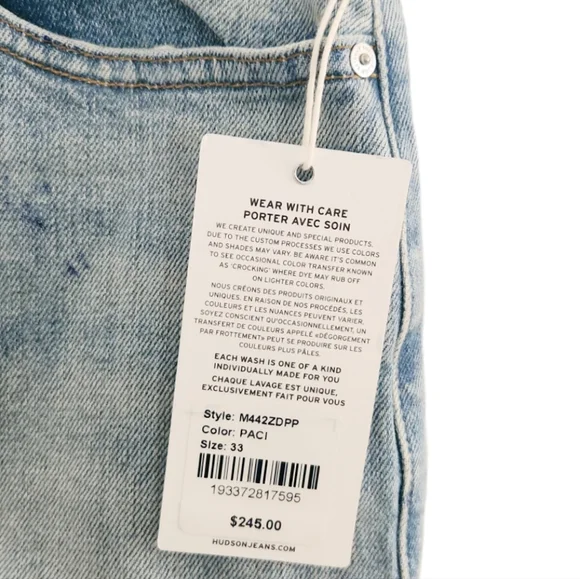 WEAR WITH CARE
PORTER AVEC SOIN
WE CREATE UNIQUE AND SPECIAL PRODUCTS.
DUE TO THE CUSTOM PROCESSES WE USE COLORS
AND SHADES MAY VARY. BE AWARE IT'S COMMON
TO SEE OCCASIONAL COLOR TRANSFER KNOWN
AS 'CROCKING' WHERE DYE MAY RUB OFF
ON LIGHTER COLORS.
NOUS CRÉONS DES PRODUITS ORIGINAUX ET
UNIQUES. EN RAISON DE NOS PROCÉDÉS, LES
COULEURS ET LES NUANCES PEUVENT VARIER.
SOYEZ CONSCIENT QU'OCCASIONNELLEMENT, UN
TRANSFERT DE COULEURS APPELÉ «DÉGORGEMENT
PAR FROTTEMENT» PEUT SE PRODUIRE SUR LES
COULEURS PLUS PÂLES.
EACH WASH IS ONE OF A KIND
INDIVIDUALLY MADE FOR YOU
CHAQUE LAVAGE EST UNIQUE,
EXCLUSIVEMENT FAIT POUR VOUS
Style: M442ZDPP
Color: PACI
Size: 33
193372817595
$245.00
HUDSONJEANS.COM